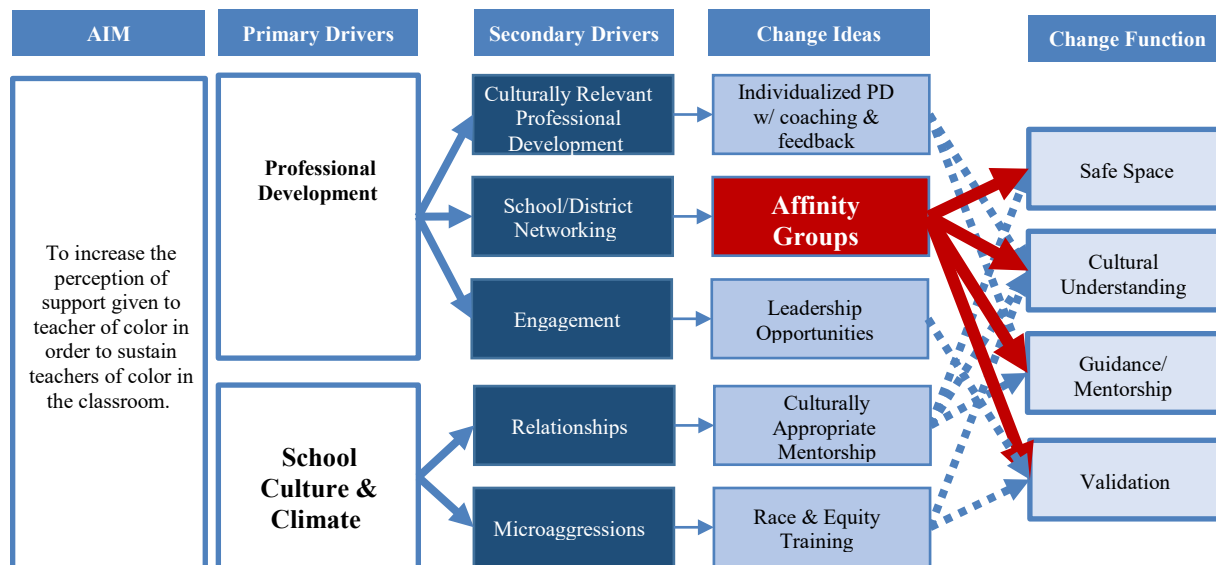 AIM
Primary Drivers
Secondary Drivers
Change Ideas
Change Function
To increase the
perception of
support given to
teacher of color in
order to sustain
teachers of color in
the classroom.
Professional
Development
School
Culture &
Climate
Culturally Relevant
Professional
Development
School/District
Networking
Engagement
Relationships
Microaggressions
Individualized PD
w/ coaching &
feedback
Affinity
Groups
Leadership
Opportunities
Culturally
Appropriate
Mentorship
Race & Equity
Training
Safe Space
Cultural
Understanding
Guidance/
Mentorship
Validation